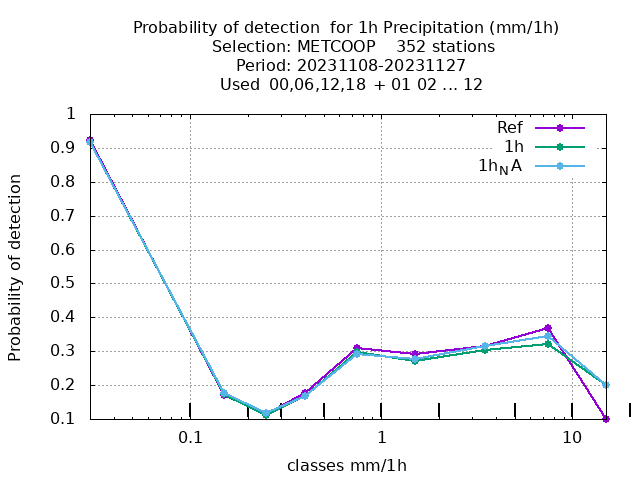 Probability of detection  for 1h Precipitation (mm/1h)
Selection: METCOOP    352 stations
Period: 20231108-20231127
Used  00,06,12,18  + 01 02 ... 12
Ref
1h
1hNA
1
0.9
0.8
0.7
0.6
0.5
0.4
0.3
0.2
0.1
Probability of detection
0.1 1 10
classes mm/1h